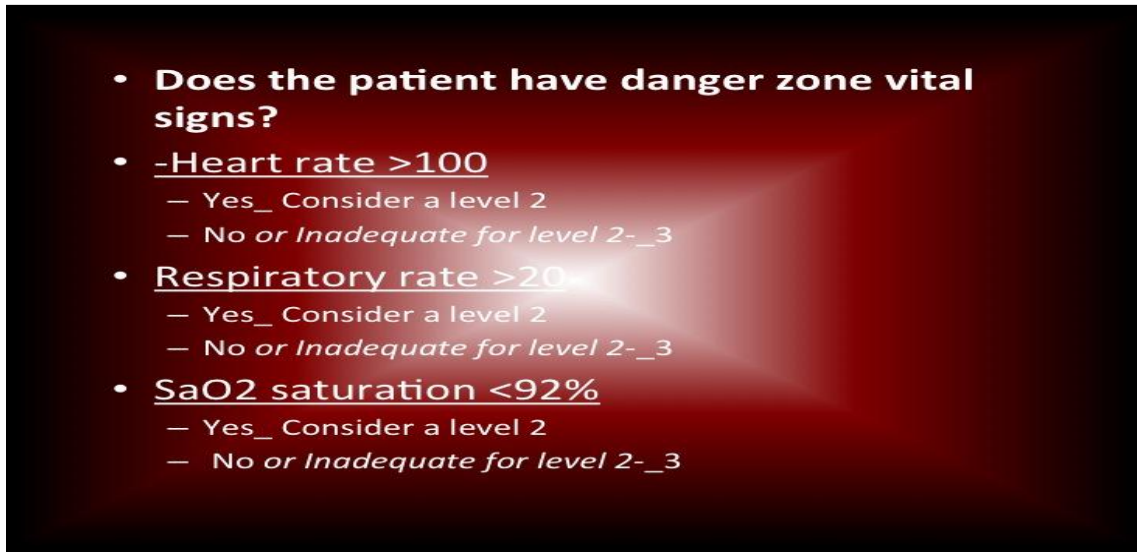 • Does the patient have danger zone vital
signs?
• -Heart rate >100
– Yes_ Consider a level 2
– No or Inadequate for level 2-_3
• Respiratory rate >20
– Yes_ Consider a level 2
– No or Inadequate for level 2-_3
• SaO2 saturation <92%
– Yes_ Consider a level 2
– No or Inadequate for level 2-_3